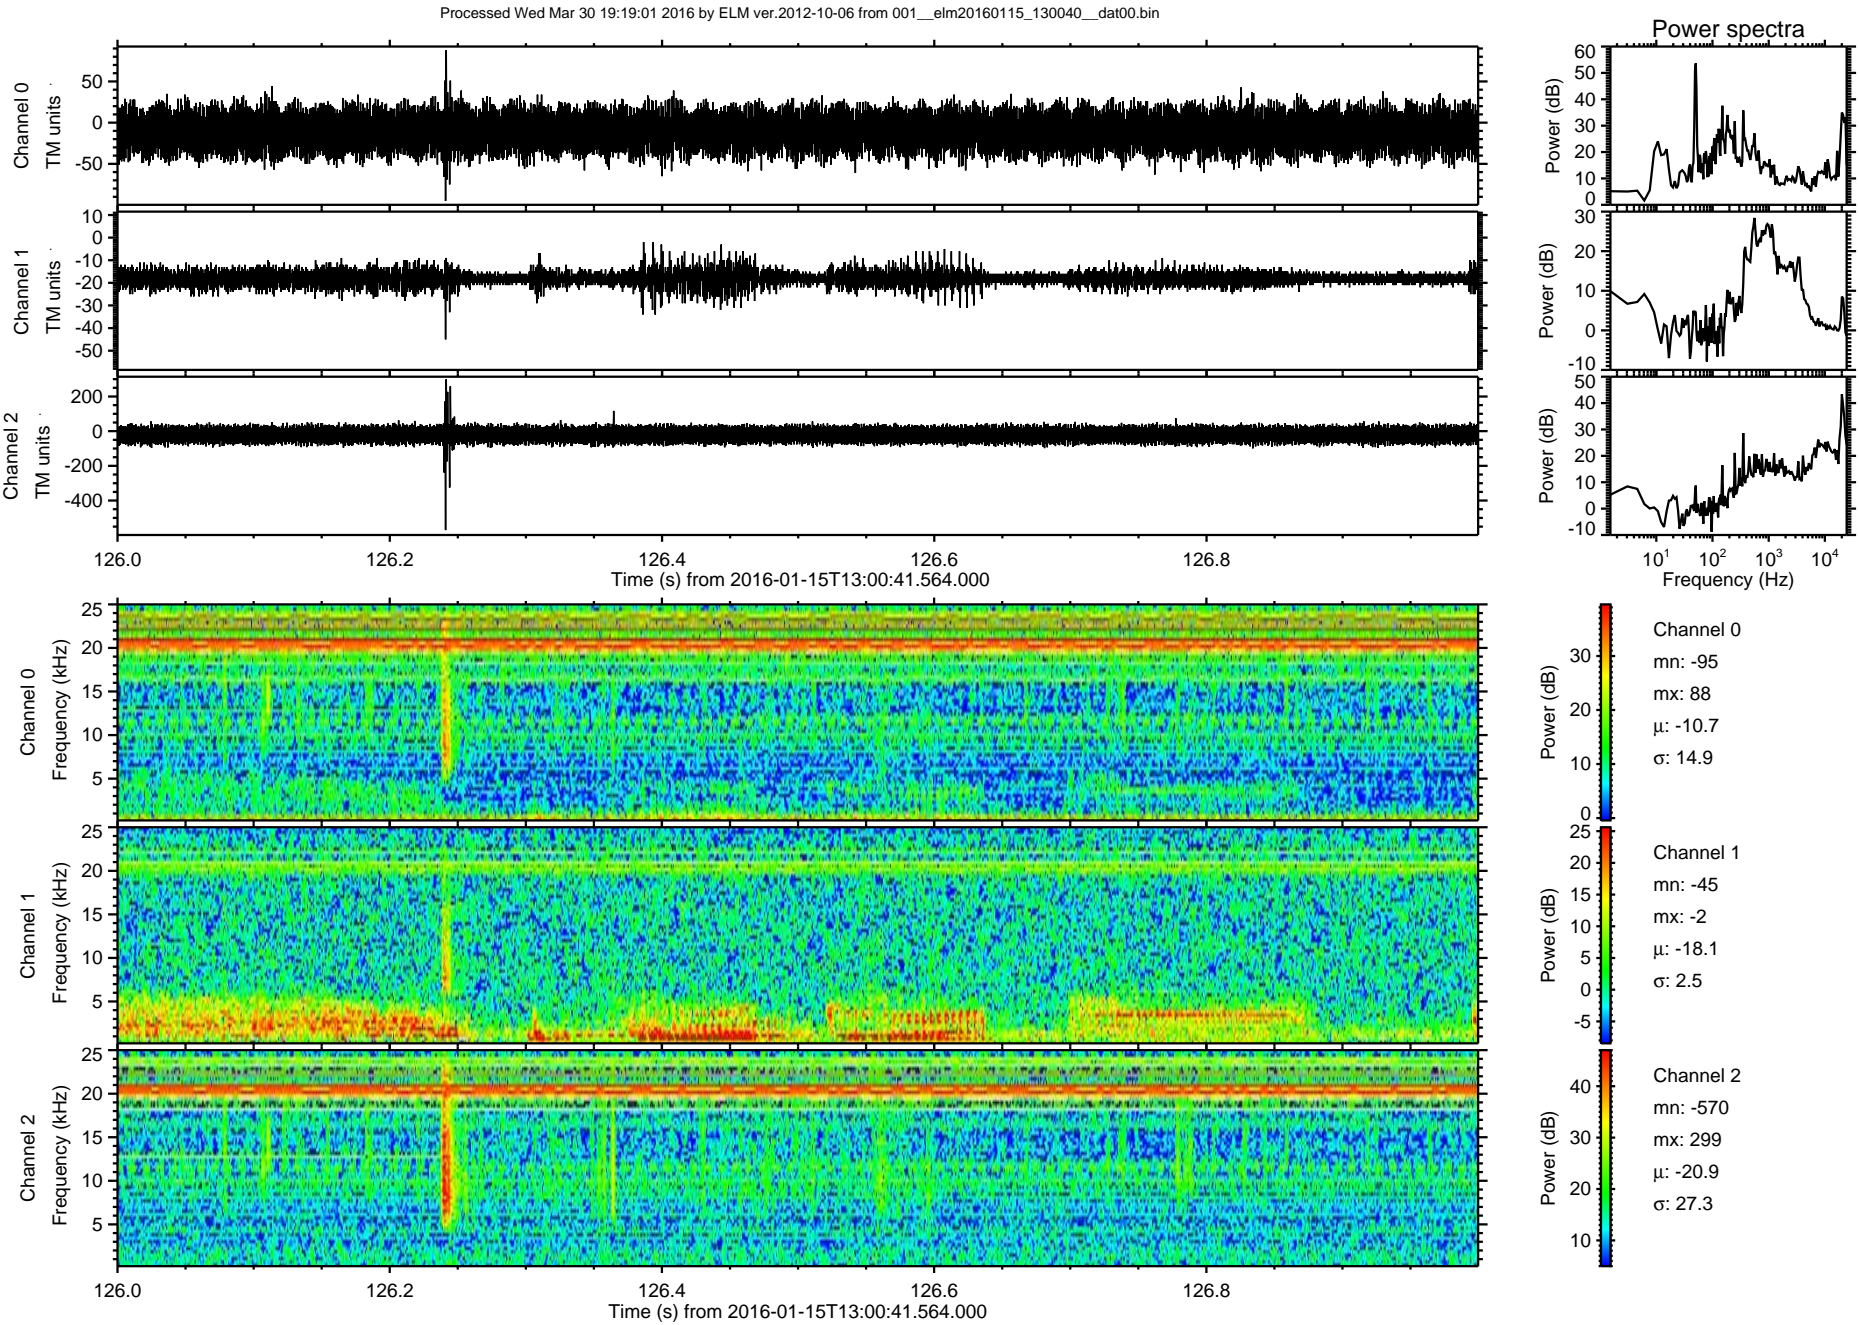 Processed Wed Mar 30 19:19:01 2016 by ELM ver.2012-10-06 from 001__elm20160115_130040__dat00.bin
Power spectra
Channel 0
TM units
50
0
-50
Power (dB)
60
50
40
30
20
10
0
Channel 1
TM units
10
0
-10
-20
-30
-40
-50
Power (dB)
30
20
10
0
-10
Channel 2
TM units
200
0
-200
-400
Power (dB)
50
40
30
20
10
0
-10
126.0 126.2 126.4 126.6 126.8
Time (s) from 2016-01-15T13:00:41.564.000
10¹ 10² 10³ 10⁴
Frequency (Hz)
Channel 0
Frequency (kHz)
25
20
15
10
5
Power (dB)
30
20
10
0
Channel 0
mn: -95
mx: 88
µ: -10.7
σ: 14.9
Channel 1
Frequency (kHz)
25
20
15
10
5
Power (dB)
25
20
15
10
5
0
-5
Channel 1
mn: -45
mx: -2
µ: -18.1
σ: 2.5
Channel 2
Frequency (kHz)
25
20
15
10
5
Power (dB)
40
30
20
10
Channel 2
mn: -570
mx: 299
µ: -20.9
σ: 27.3
126.0 126.2 126.4 126.6 126.8
Time (s) from 2016-01-15T13:00:41.564.000